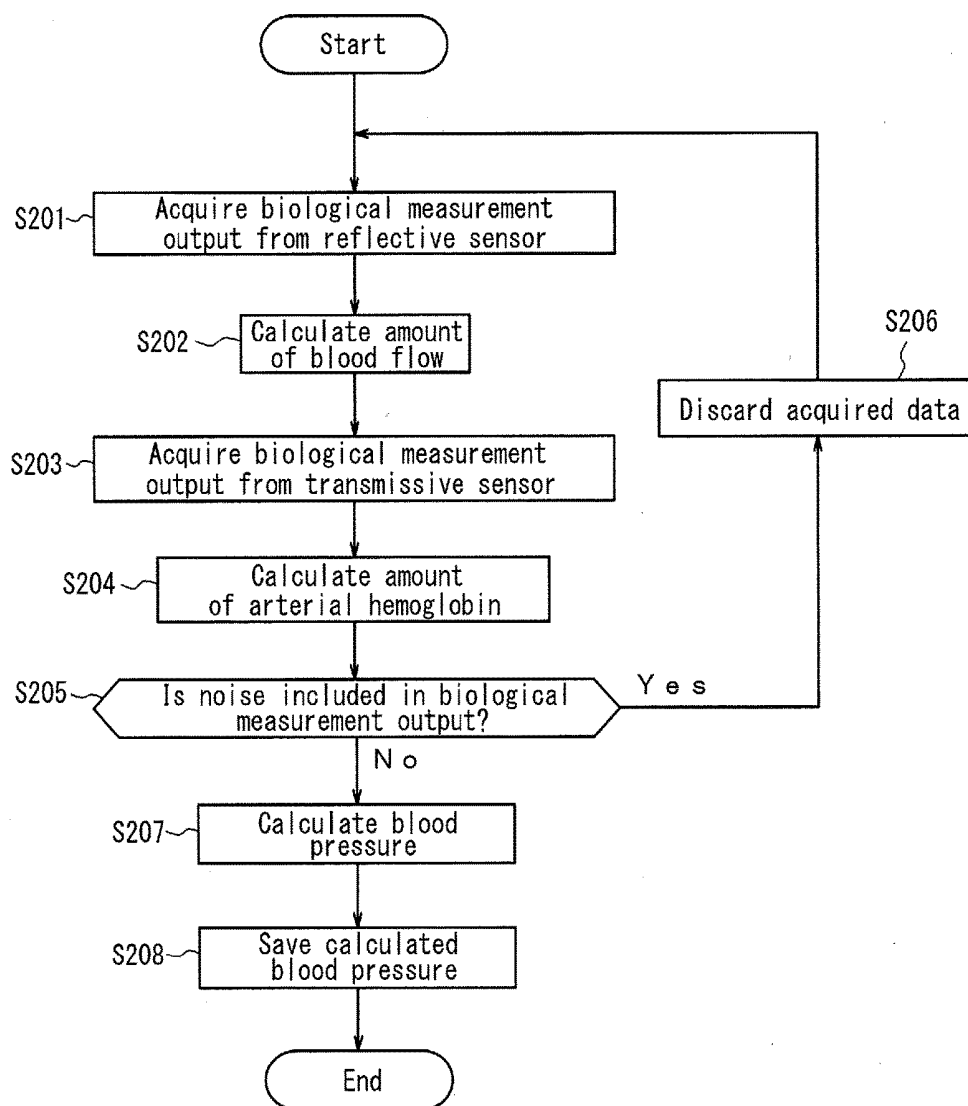 Start
S201
Acquire biological measurement
output from reflective sensor
S202
Calculate amount
of blood flow
S206
Discard acquired data
S203
Acquire biological measurement
output from transmissive sensor
S204
Calculate amount
of arterial hemoglobin
S205
Is noise included in biological
measurement output?
Yes
No
S207
Calculate blood
pressure
S208
Save calculated
blood pressure
End